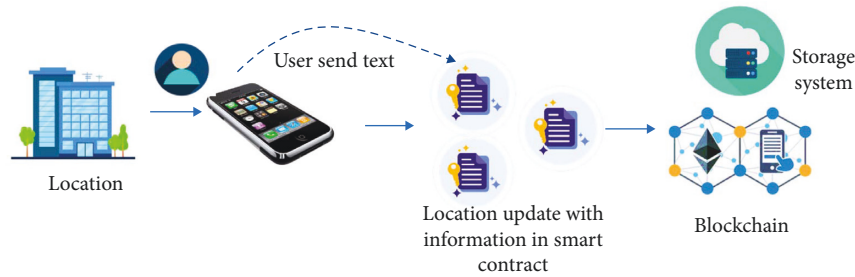 User send text
Storage
system
Location
Location update with
information in smart
contract
Blockchain